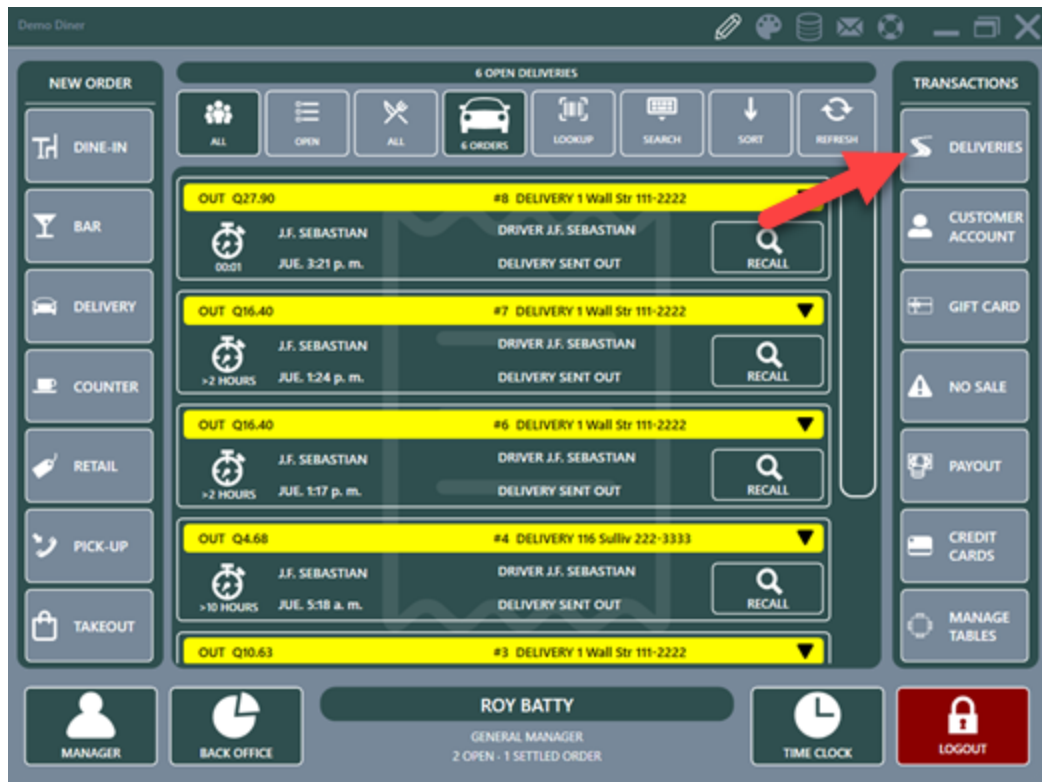 Demo Diner
NEW ORDER
DINE-IN
BAR
DELIVERY
COUNTER
RETAIL
PICK-UP
TAKEOUT
6 OPEN DELIVERIES
ALL
OPEN
ALL
6 ORDERS
LOOKUP
SEARCH
SORT
REFRESH
OUT Q27.90 #8 DELIVERY 1 Wall Str 111-2222
J.F. SEBASTIAN DRIVER J.F. SEBASTIAN
00:01 JUE. 3:21 p. m. DELIVERY SENT OUT RECALL
OUT Q16.40 #7 DELIVERY 1 Wall Str 111-2222
J.F. SEBASTIAN DRIVER J.F. SEBASTIAN
>2 HOURS JUE. 1:24 p. m. DELIVERY SENT OUT RECALL
OUT Q16.40 #6 DELIVERY 1 Wall Str 111-2222
J.F. SEBASTIAN DRIVER J.F. SEBASTIAN
>2 HOURS JUE. 1:17 p. m. DELIVERY SENT OUT RECALL
OUT Q4.68 #4 DELIVERY 116 Sulliv 222-3333
J.F. SEBASTIAN DRIVER J.F. SEBASTIAN
>10 HOURS JUE. 5:18 a. m. DELIVERY SENT OUT RECALL
OUT Q10.63 #3 DELIVERY 1 Wall Str 111-2222
TRANSACTIONS
DELIVERIES
CUSTOMER
ACCOUNT
GIFT CARD
NO SALE
PAYOUT
CREDIT
CARDS
MANAGE
TABLES
MANAGER
BACK OFFICE
ROY BATTY
GENERAL MANAGER
2 OPEN - 1 SETTLED ORDER
TIME CLOCK
LOGOUT